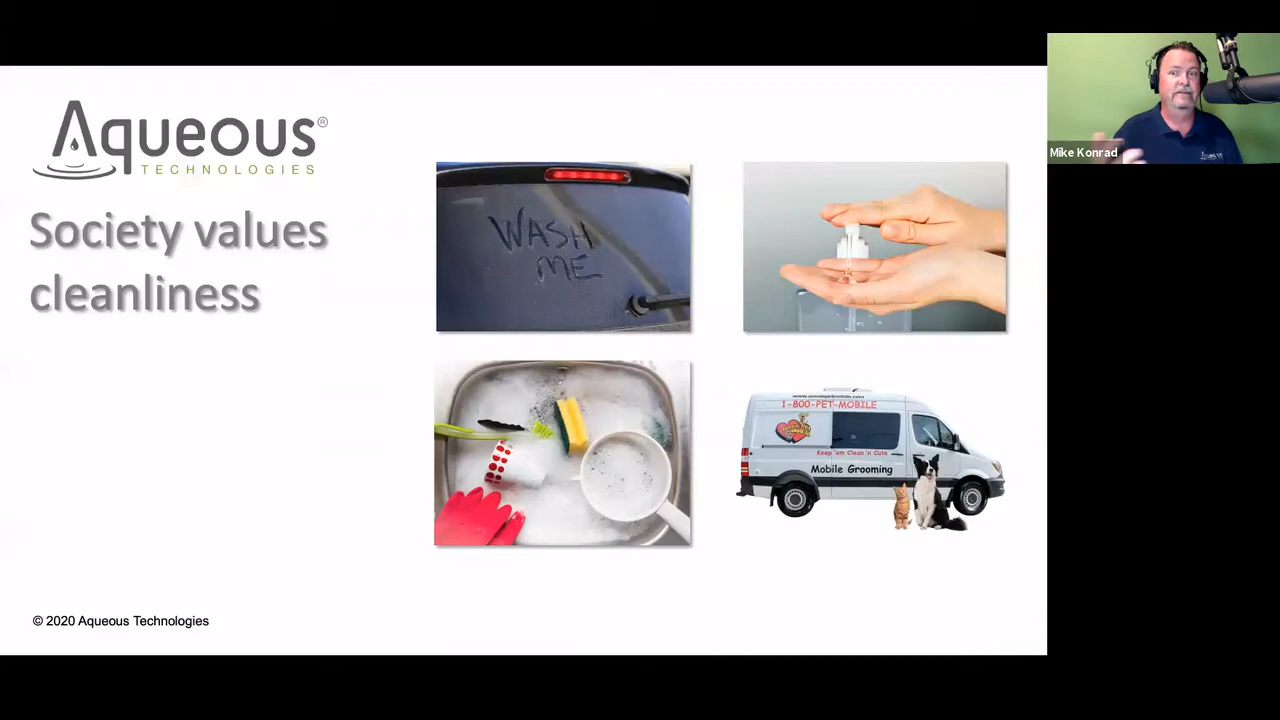 Aqueous®
TECHNOLOGIES
Society values
cleanliness
WASH
ME
1-800-PET-MOBILE
Keep 'em Clean 'n Cute
Mobile Grooming
© 2020 Aqueous Technologies
Mike Konrad